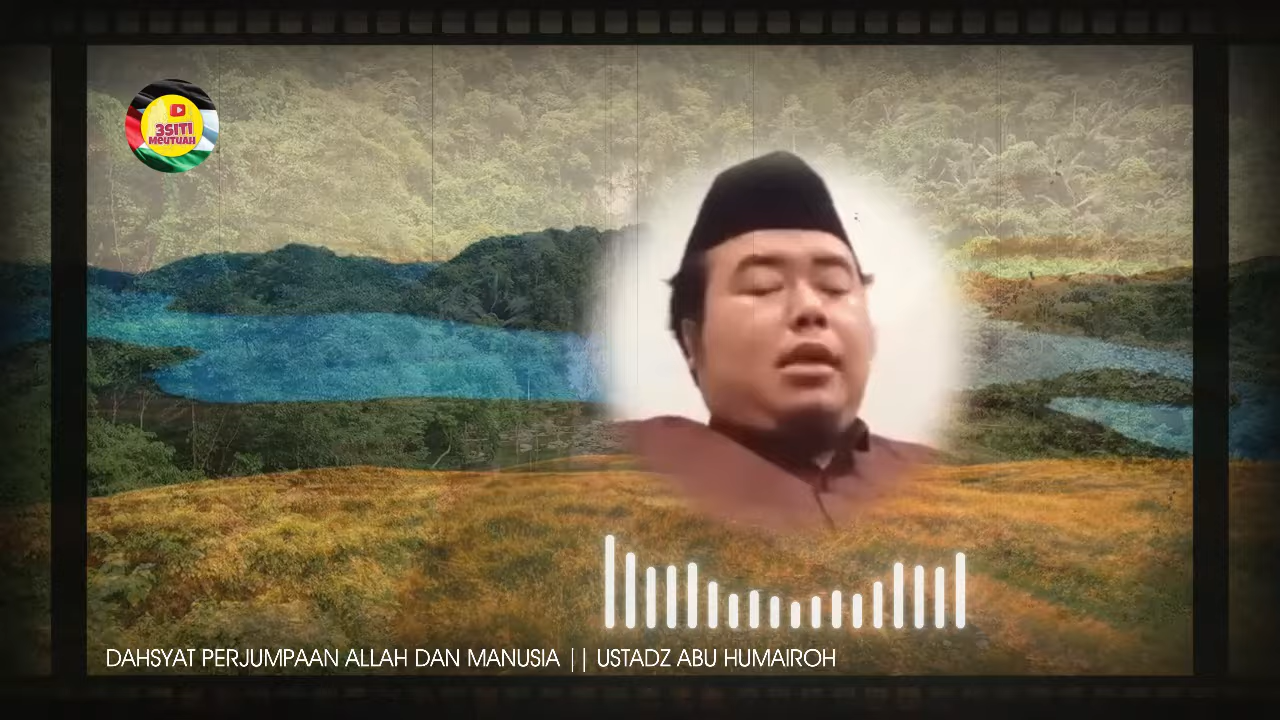 3SITI
MEUTUAH
DAHSYAT PERJUMPAAN ALLAH DAN MANUSIA || USTADZ ABU HUMAIROH